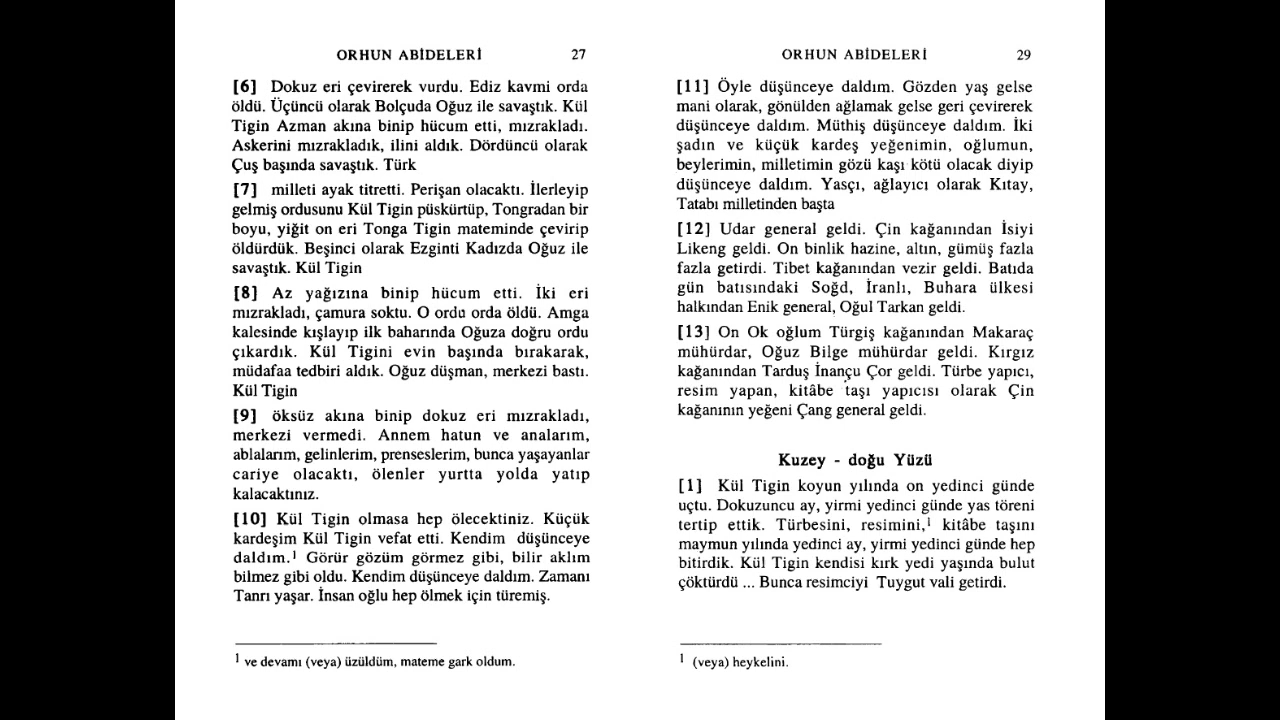 ORHUN ABİDELERİ 27
[6] Dokuz eri çevirerek vurdu. Ediz kavmi orda
öldü. Üçüncü olarak Bolçuda Oğuz ile savaştık. Kül
Tigin Azman akına binip hücum etti, mızrakladı.
Askerini mızrakladık, ilini aldık. Dördüncü olarak
Çuş başında savaştık. Türk
[7] milleti ayak titretti. Perişan olacaktı. İlerleyip
gelmiş ordusunu Kül Tigin püskürtüp, Tongradan bir
boyu, yiğit on eri Tonga Tigin mateminde çevirip
öldürdük. Beşinci olarak Ezginti Kadızda Oğuz ile
savaştık. Kül Tigin
[8] Az yağızına binip hücum etti. İki eri
mızrakladı, çamura soktu. O ordu orda öldü. Amga
kalesinde kışlayıp ilk baharında Oğuza doğru ordu
çıkardık. Kül Tigini evin başında bırakarak,
müdafaa tedbiri aldık. Oğuz düşman, merkezi bastı.
Kül Tigin
[9] öksüz akına binip dokuz eri mızrakladı,
merkezi vermedi. Annem hatun ve analarım,
ablalarım, gelinlerim, prenseslerim, bunca yaşayanlar
cariye olacaktı, ölenler yurtta yolda yatıp
kalacaktınız.
[10] Kül Tigin olmasa hep ölecektiniz. Küçük
kardeşim Kül Tigin vefat etti. Kendim düşünceye
daldım.¹ Görür gözüm görmez gibi, bilir aklım
bilmez gibi oldu. Kendim düşünceye daldım. Zamanı
Tanrı yaşar. İnsan oğlu hep ölmek için türemiş.
¹ ve devamı (veya) üzüldüm, mateme gark oldum.
ORHUN ABİDELERİ 29
[11] Öyle düşünceye daldım. Gözden yaş gelse
mani olarak, gönülden ağlamak gelse geri çevirerek
düşünceye daldım. Müthiş düşünceye daldım. İki
şadın ve küçük kardeş yeğenimin, oğlumun,
beylerimin, milletimin gözü kaşı kötü olacak diyip
düşünceye daldım. Yasçı, ağlayıcı olarak Kıtay,
Tatabı milletinden başta
[12] Udar general geldi. Çin kağanından İsiyi
Likeng geldi. On binlik hazine, altın, gümüş fazla
fazla getirdi. Tibet kağanından vezir geldi. Batıda
gün batısındaki Soğd, İranlı, Buhara ülkesi
halkından Enik general, Oğul Tarkan geldi.
[13] On Ok oğlum Türgiş kağanından Makaraç
mühürdar, Oğuz Bilge mühürdar geldi. Kırgız
kağanından Tarduş İnançu Çor geldi. Türbe yapıcı,
resim yapan, kitâbe taşı yapıcısı olarak Çin
kağanının yeğeni Çang general geldi.
Kuzey - doğu Yüzü
[1] Kül Tigin koyun yılında on yedinci günde
uçtu. Dokuzuncu ay, yirmi yedinci günde yas töreni
tertip ettik. Türbesini, resimini,¹ kitâbe taşını
maymun yılında yedinci ay, yirmi yedinci günde hep
bitirdik. Kül Tigin kendisi kırk yedi yaşında bulut
çöktürdü ... Bunca resimciyi Tuygut vali getirdi.
¹ (veya) heykelini.